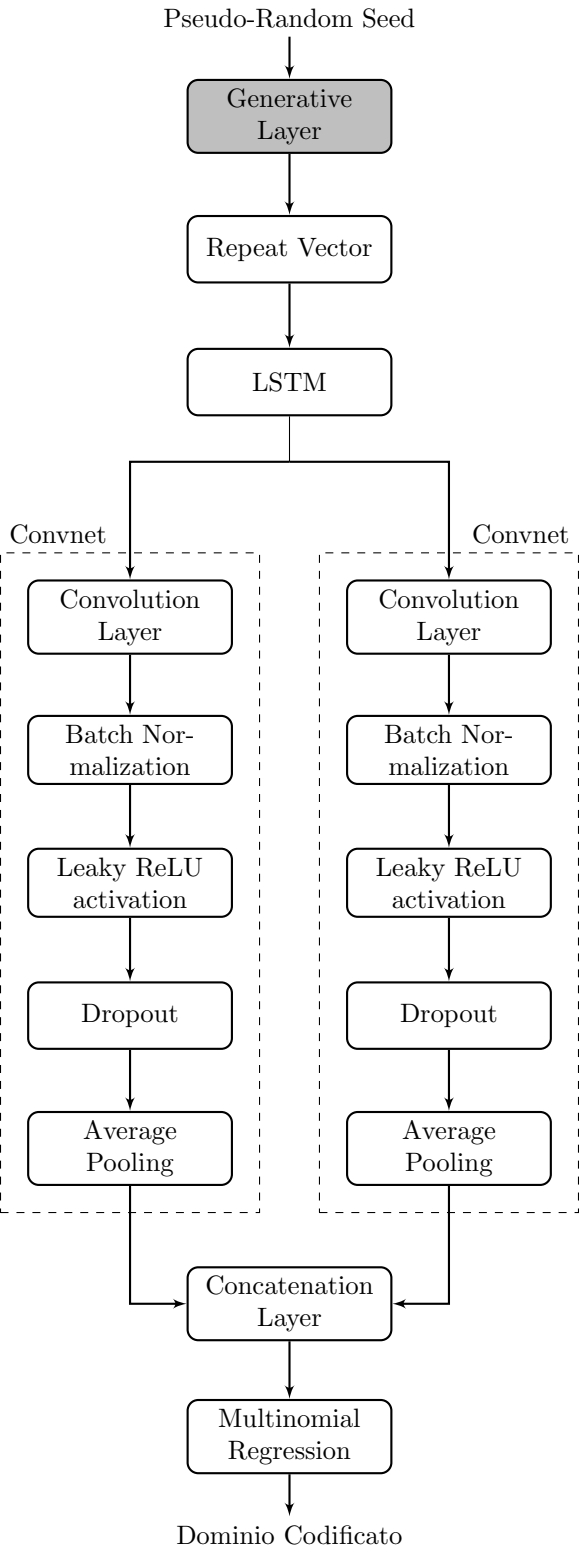 Pseudo-Random Seed
Generative
Layer
Repeat Vector
LSTM
Convnet
Convolution
Layer
Batch Nor-
malization
Leaky ReLU
activation
Dropout
Average
Pooling
Convnet
Convolution
Layer
Batch Nor-
malization
Leaky ReLU
activation
Dropout
Average
Pooling
Concatenation
Layer
Multinomial
Regression
Dominio Codificato